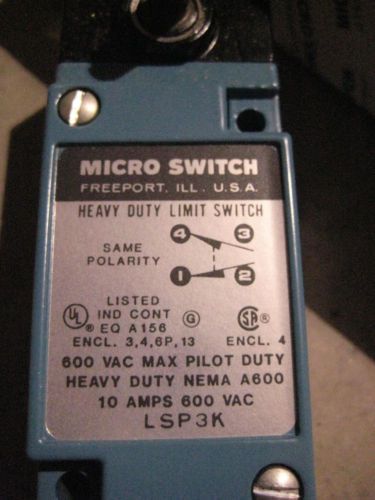 MICRO SWITCH
FREEPORT, ILL. U.S.A.
HEAVY DUTY LIMIT SWITCH
4 3
SAME
POLARITY
1 2
LISTED
UL IND CONT G SA
® EQ A156 ®
ENCL. 3,4,6P,13 ENCL. 4
600 VAC MAX PILOT DUTY
HEAVY DUTY NEMA A600
10 AMPS 600 VAC
LSP3K